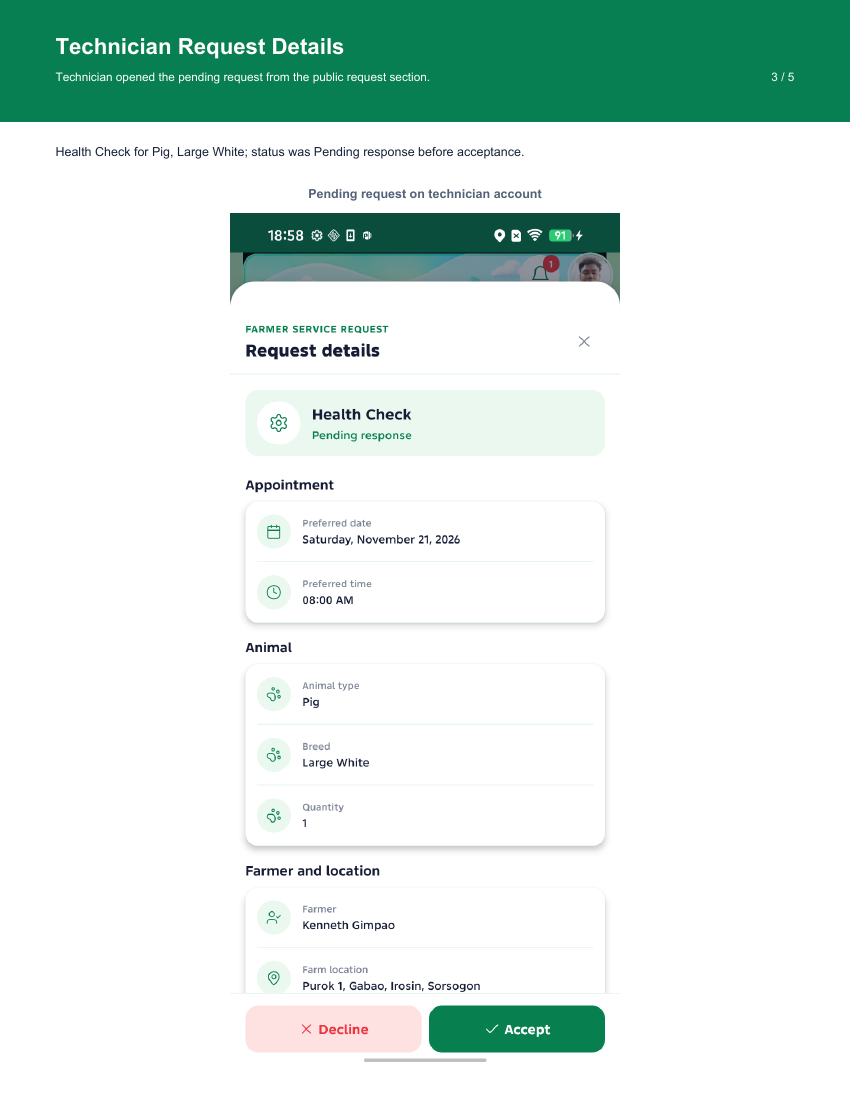 Technician Request Details
Technician opened the pending request from the public request section.
3 / 5
Health Check for Pig, Large White; status was Pending response before acceptance.
Pending request on technician account
18:58
91
1
FARMER SERVICE REQUEST
Request details
Health Check
Pending response
Appointment
Preferred date
Saturday, November 21, 2026
Preferred time
08:00 AM
Animal
Animal type
Pig
Breed
Large White
Quantity
1
Farmer and location
Farmer
Kenneth Gimpao
Farm location
Purok 1, Gabao, Irosin, Sorsogon
Decline
Accept